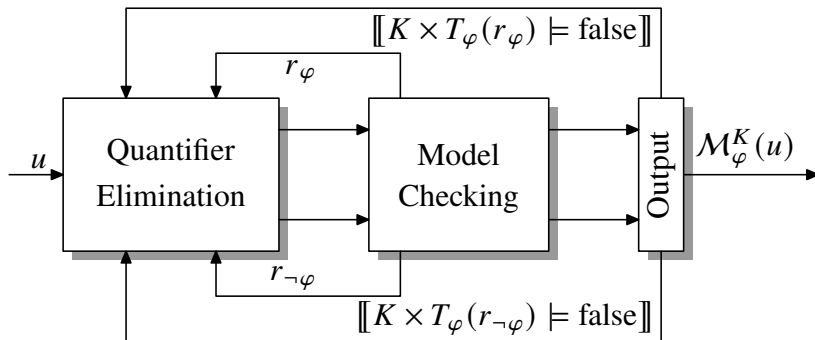 ⟦K × T_φ(r_φ) ⊨ false⟧
r_φ
u
Quantifier
Elimination
Model
Checking
Output
ℳ_φ^K(u)
r_¬φ
⟦K × T_φ(r_¬φ) ⊨ false⟧